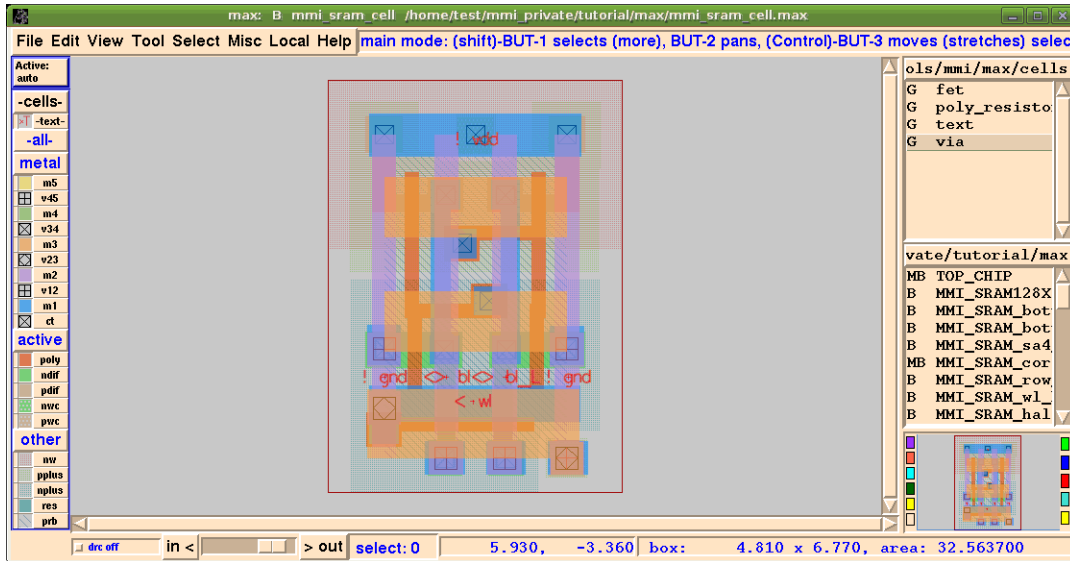 max: B mmi_sram_cell /home/test/mmi_private/tutorial/max/mmi_sram_cell.max
File Edit View Tool Select Misc Local Help
main mode: (shift)-BUT-1 selects (more), BUT-2 pans, (Control)-BUT-3 moves (stretches) selec
Active:
auto
-cells-
>T -text-
-all-
metal
m5
v45
m4
v34
m3
v23
m2
v12
m1
ct
active
poly
ndif
pdif
nwc
pwc
other
nw
pplus
nplus
res
prb
! vdd
! gnd <> bl <> bl_L ! gnd
< wl
ols/mmi/max/cells
G fet
G poly_resisto
G text
G via
vate/tutorial/max
MB TOP_CHIP
B MMI_SRAM128X
B MMI_SRAM_bot
B MMI_SRAM_bot
B MMI_SRAM_sa4_
MB MMI_SRAM_cor
B MMI_SRAM_row_
B MMI_SRAM_wl_
B MMI_SRAM_hal
drc off
in < > out
select: 0
5.930, -3.360
box: 4.810 x 6.770, area: 32.563700